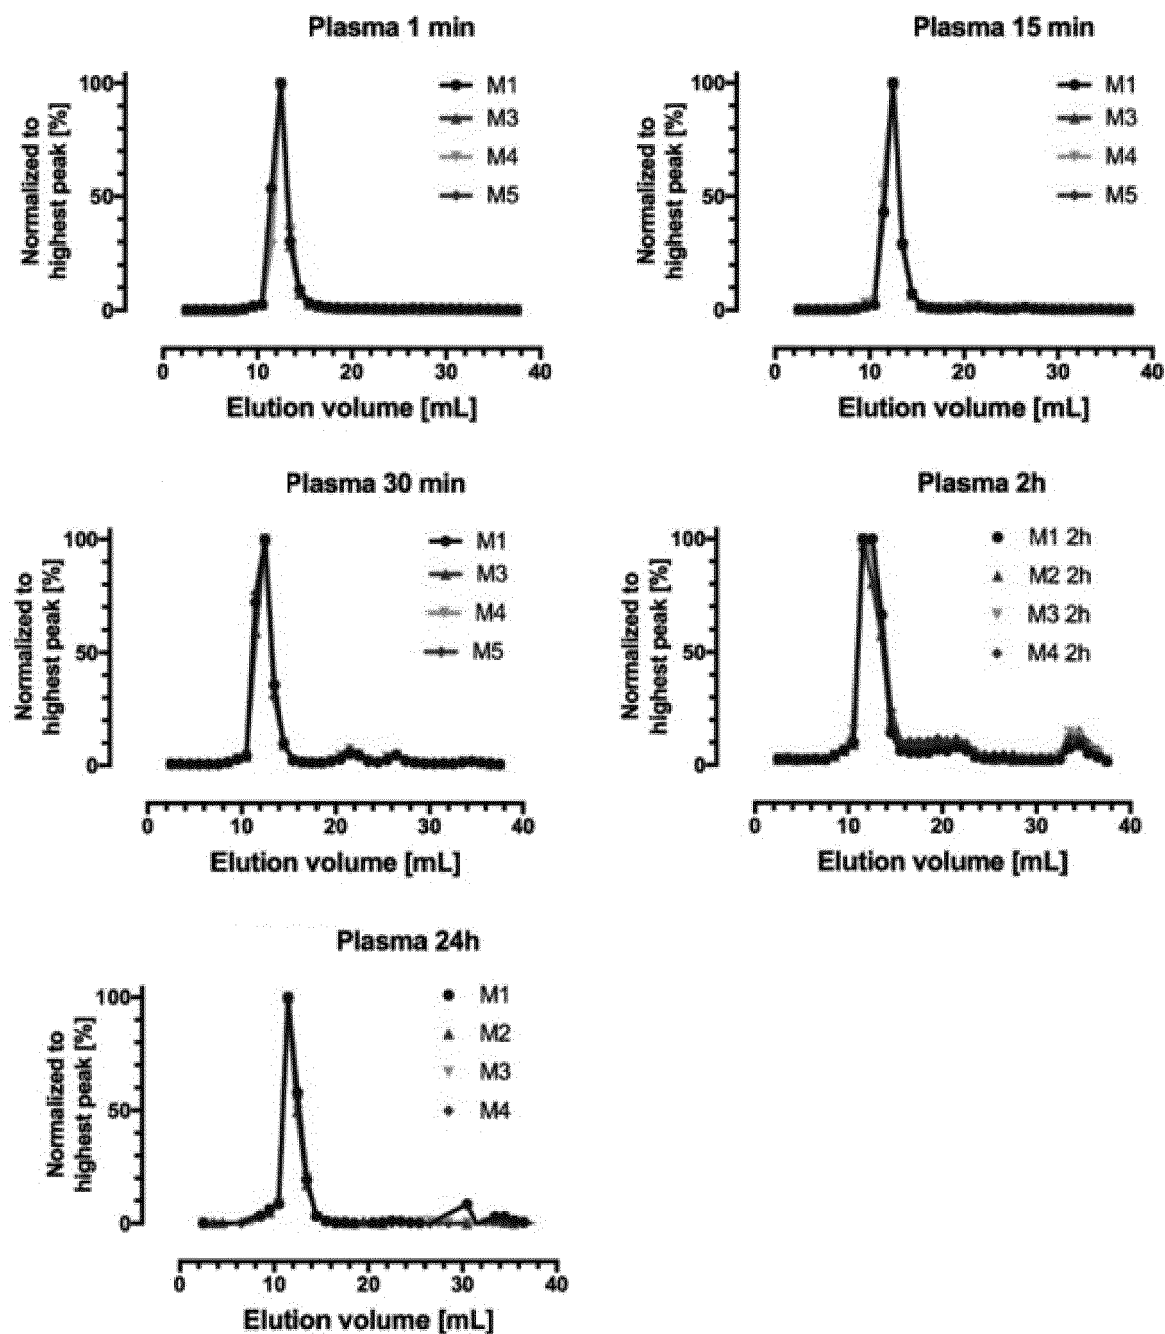 Plasma 1 min
Normalized to
highest peak [%]
100
50
0
M1
M3
M4
M5
0 10 20 30 40
Elution volume [mL]
Plasma 15 min
Normalized to
highest peak [%]
100
50
0
M1
M3
M4
M5
0 10 20 30 40
Elution volume [mL]
Plasma 30 min
Normalized to
highest peak [%]
100
50
0
M1
M3
M4
M5
0 10 20 30 40
Elution volume [mL]
Plasma 2h
Normalized to
highest peak [%]
100
50
0
M1 2h
M2 2h
M3 2h
M4 2h
0 10 20 30 40
Elution volume [mL]
Plasma 24h
Normalized to
highest peak [%]
100
50
0
M1
M2
M3
M4
0 10 20 30 40
Elution volume [mL]